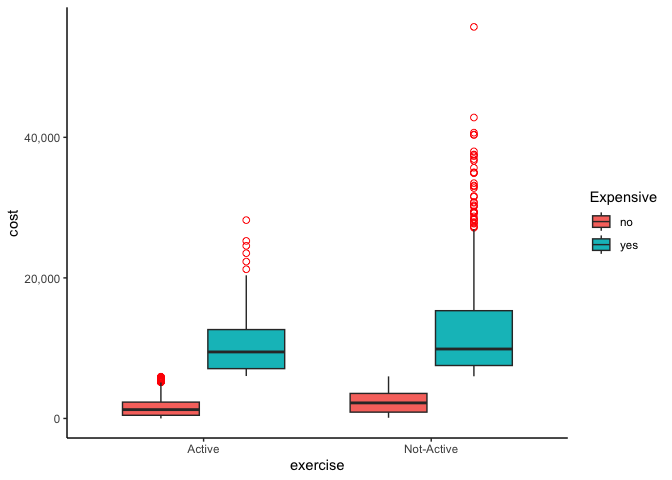 cost
40,000
20,000
0
Active
Not-Active
exercise
Expensive
no
yes